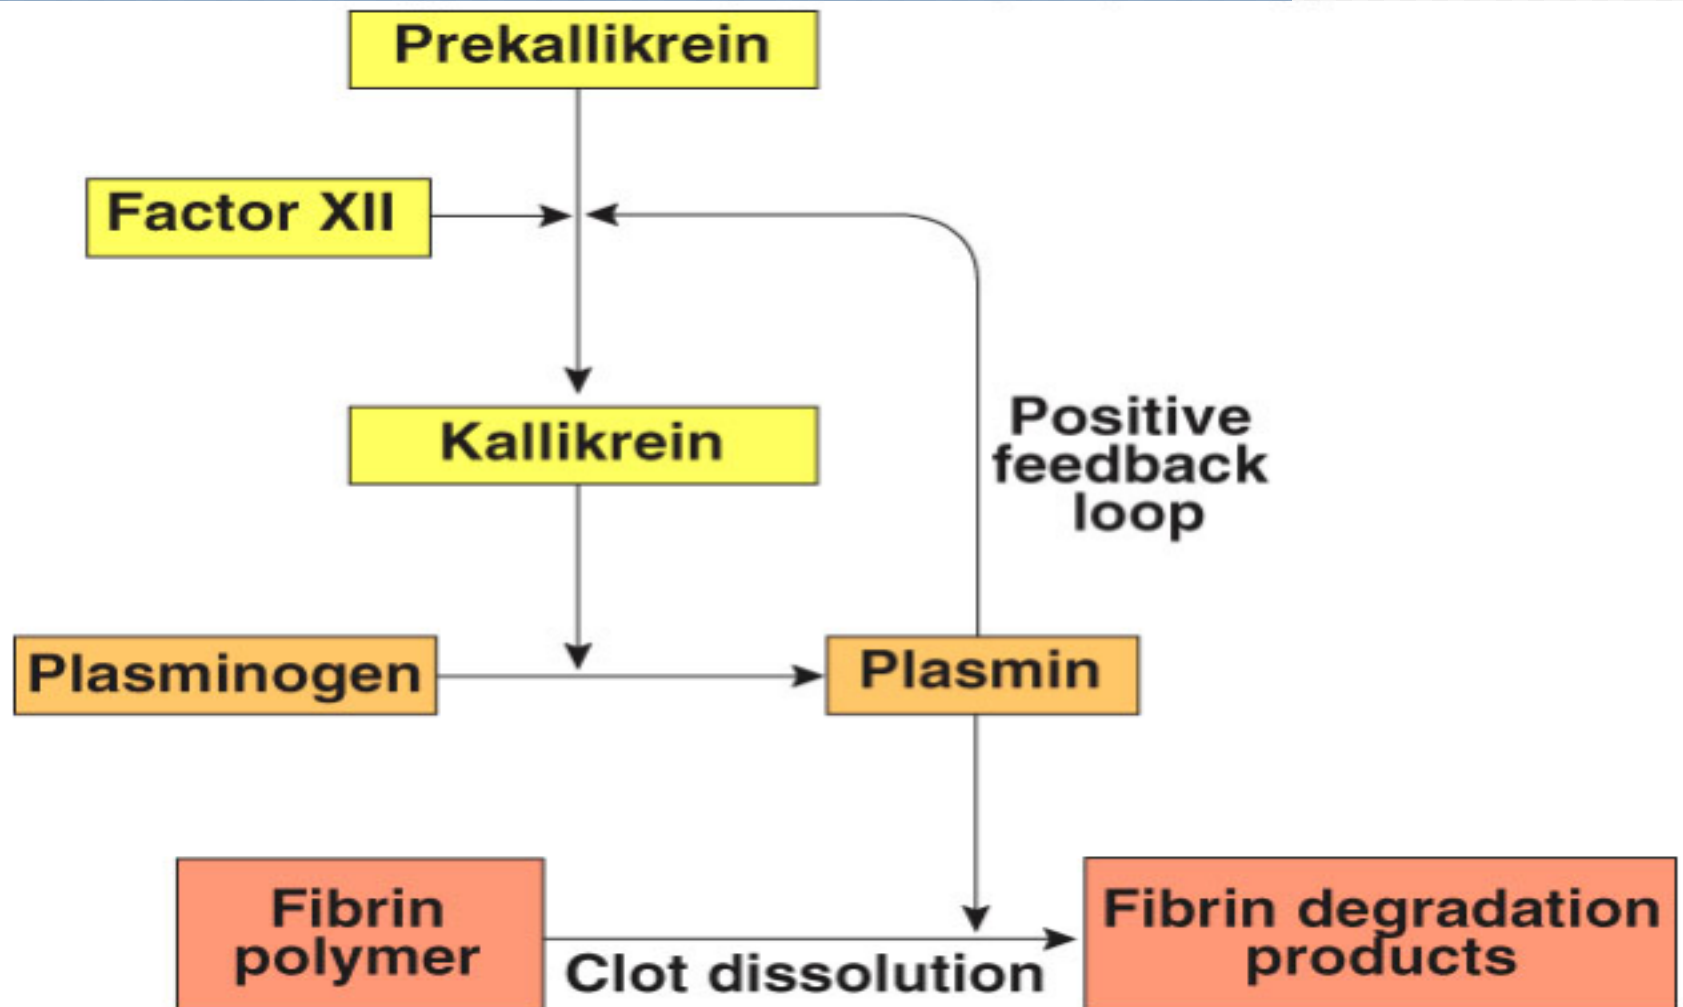 Prekallikrein
Factor XII
Kallikrein
Positive
feedback
loop
Plasminogen
Plasmin
Fibrin
polymer
Clot dissolution
Fibrin degradation
products